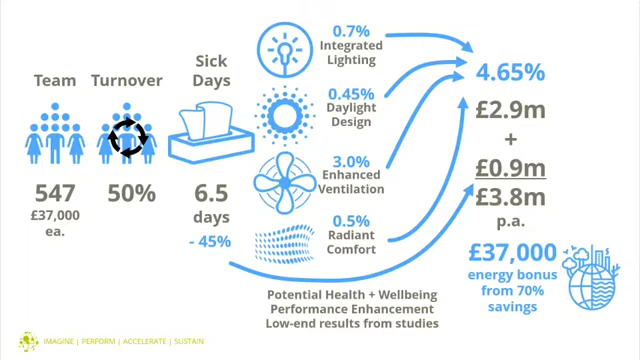 Team
547
£37,000
ea.
Turnover
50%
Sick
Days
6.5
days
- 45%
0.7%
Integrated
Lighting
0.45%
Daylight
Design
3.0%
Enhanced
Ventilation
0.5%
Radiant
Comfort
Potential Health + Wellbeing
Performance Enhancement
Low-end results from studies
4.65%
£2.9m
+
£0.9m
£3.8m
p.a.
£37,000
energy bonus
from 70%
savings
IMAGINE | PERFORM | ACCELERATE | SUSTAIN